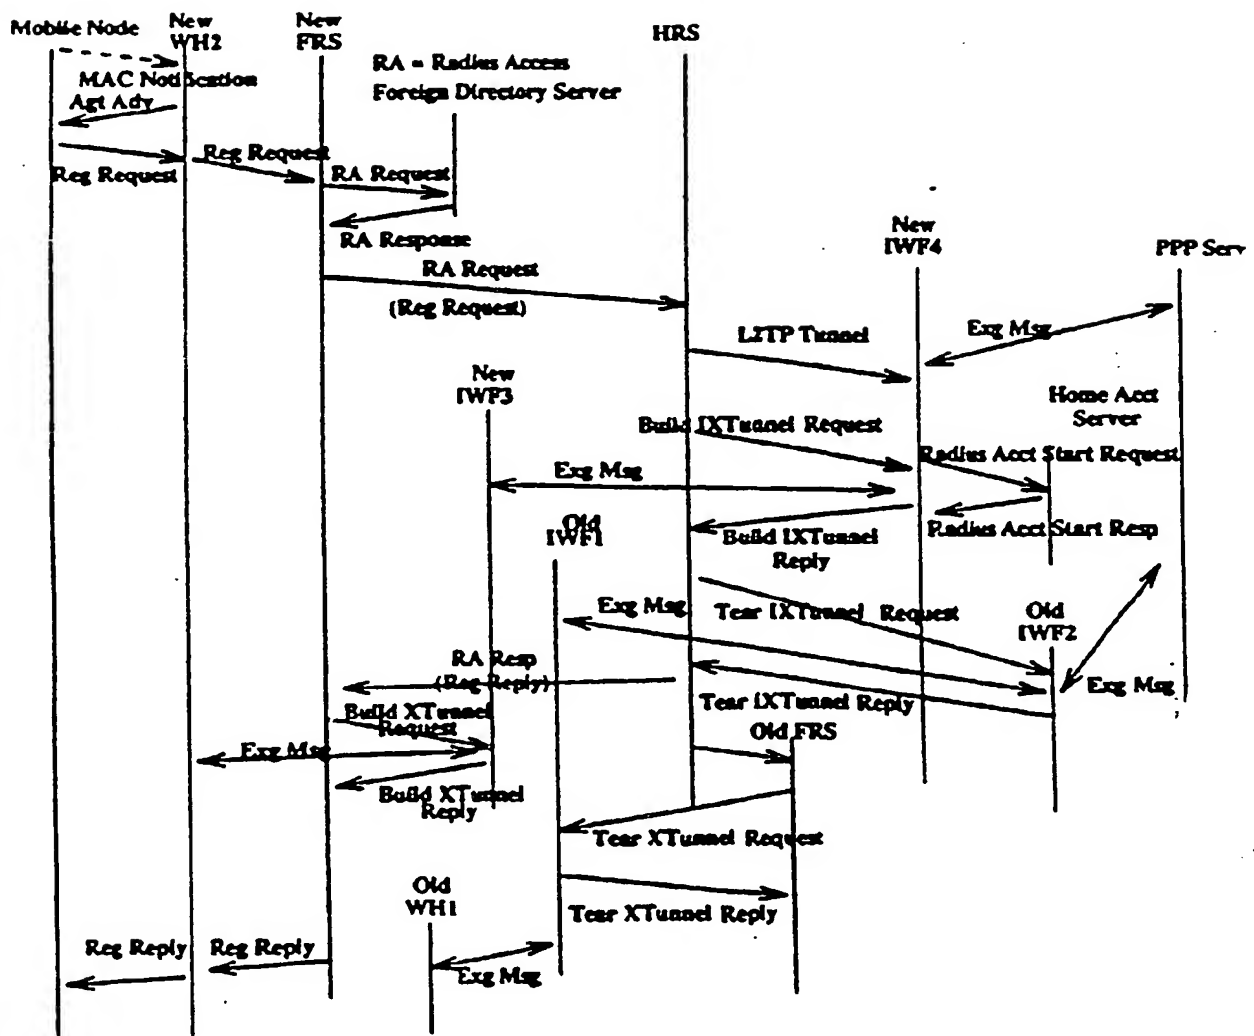 Mobile Node
New
WH2
New
FRS
HRS
RA = Radius Access
Foreign Directory Server
MAC Notification
Agt Adv
Reg Request
Reg Request
RA Request
RA Response
RA Request
(Reg Request)
New
IWF4
PPP Serv
L2TP Tunnel
Exg Msg
New
IWF3
Home Acct
Server
Build IXTunnel Request
Radius Acct Start Request
Exg Msg
Old
IWF1
Build IXTunnel
Reply
Radius Acct Start Resp
Exg Msg
Tear IXTunnel Request
Old
IWF2
RA Resp
(Reg Reply)
Exg Msg
Tear IXTunnel Reply
Build XTunnel
Request
Old FRS
Exg Msg
Build XTunnel
Reply
Tear XTunnel Request
Old
WH1
Tear XTunnel Reply
Reg Reply
Reg Reply
Exg Msg